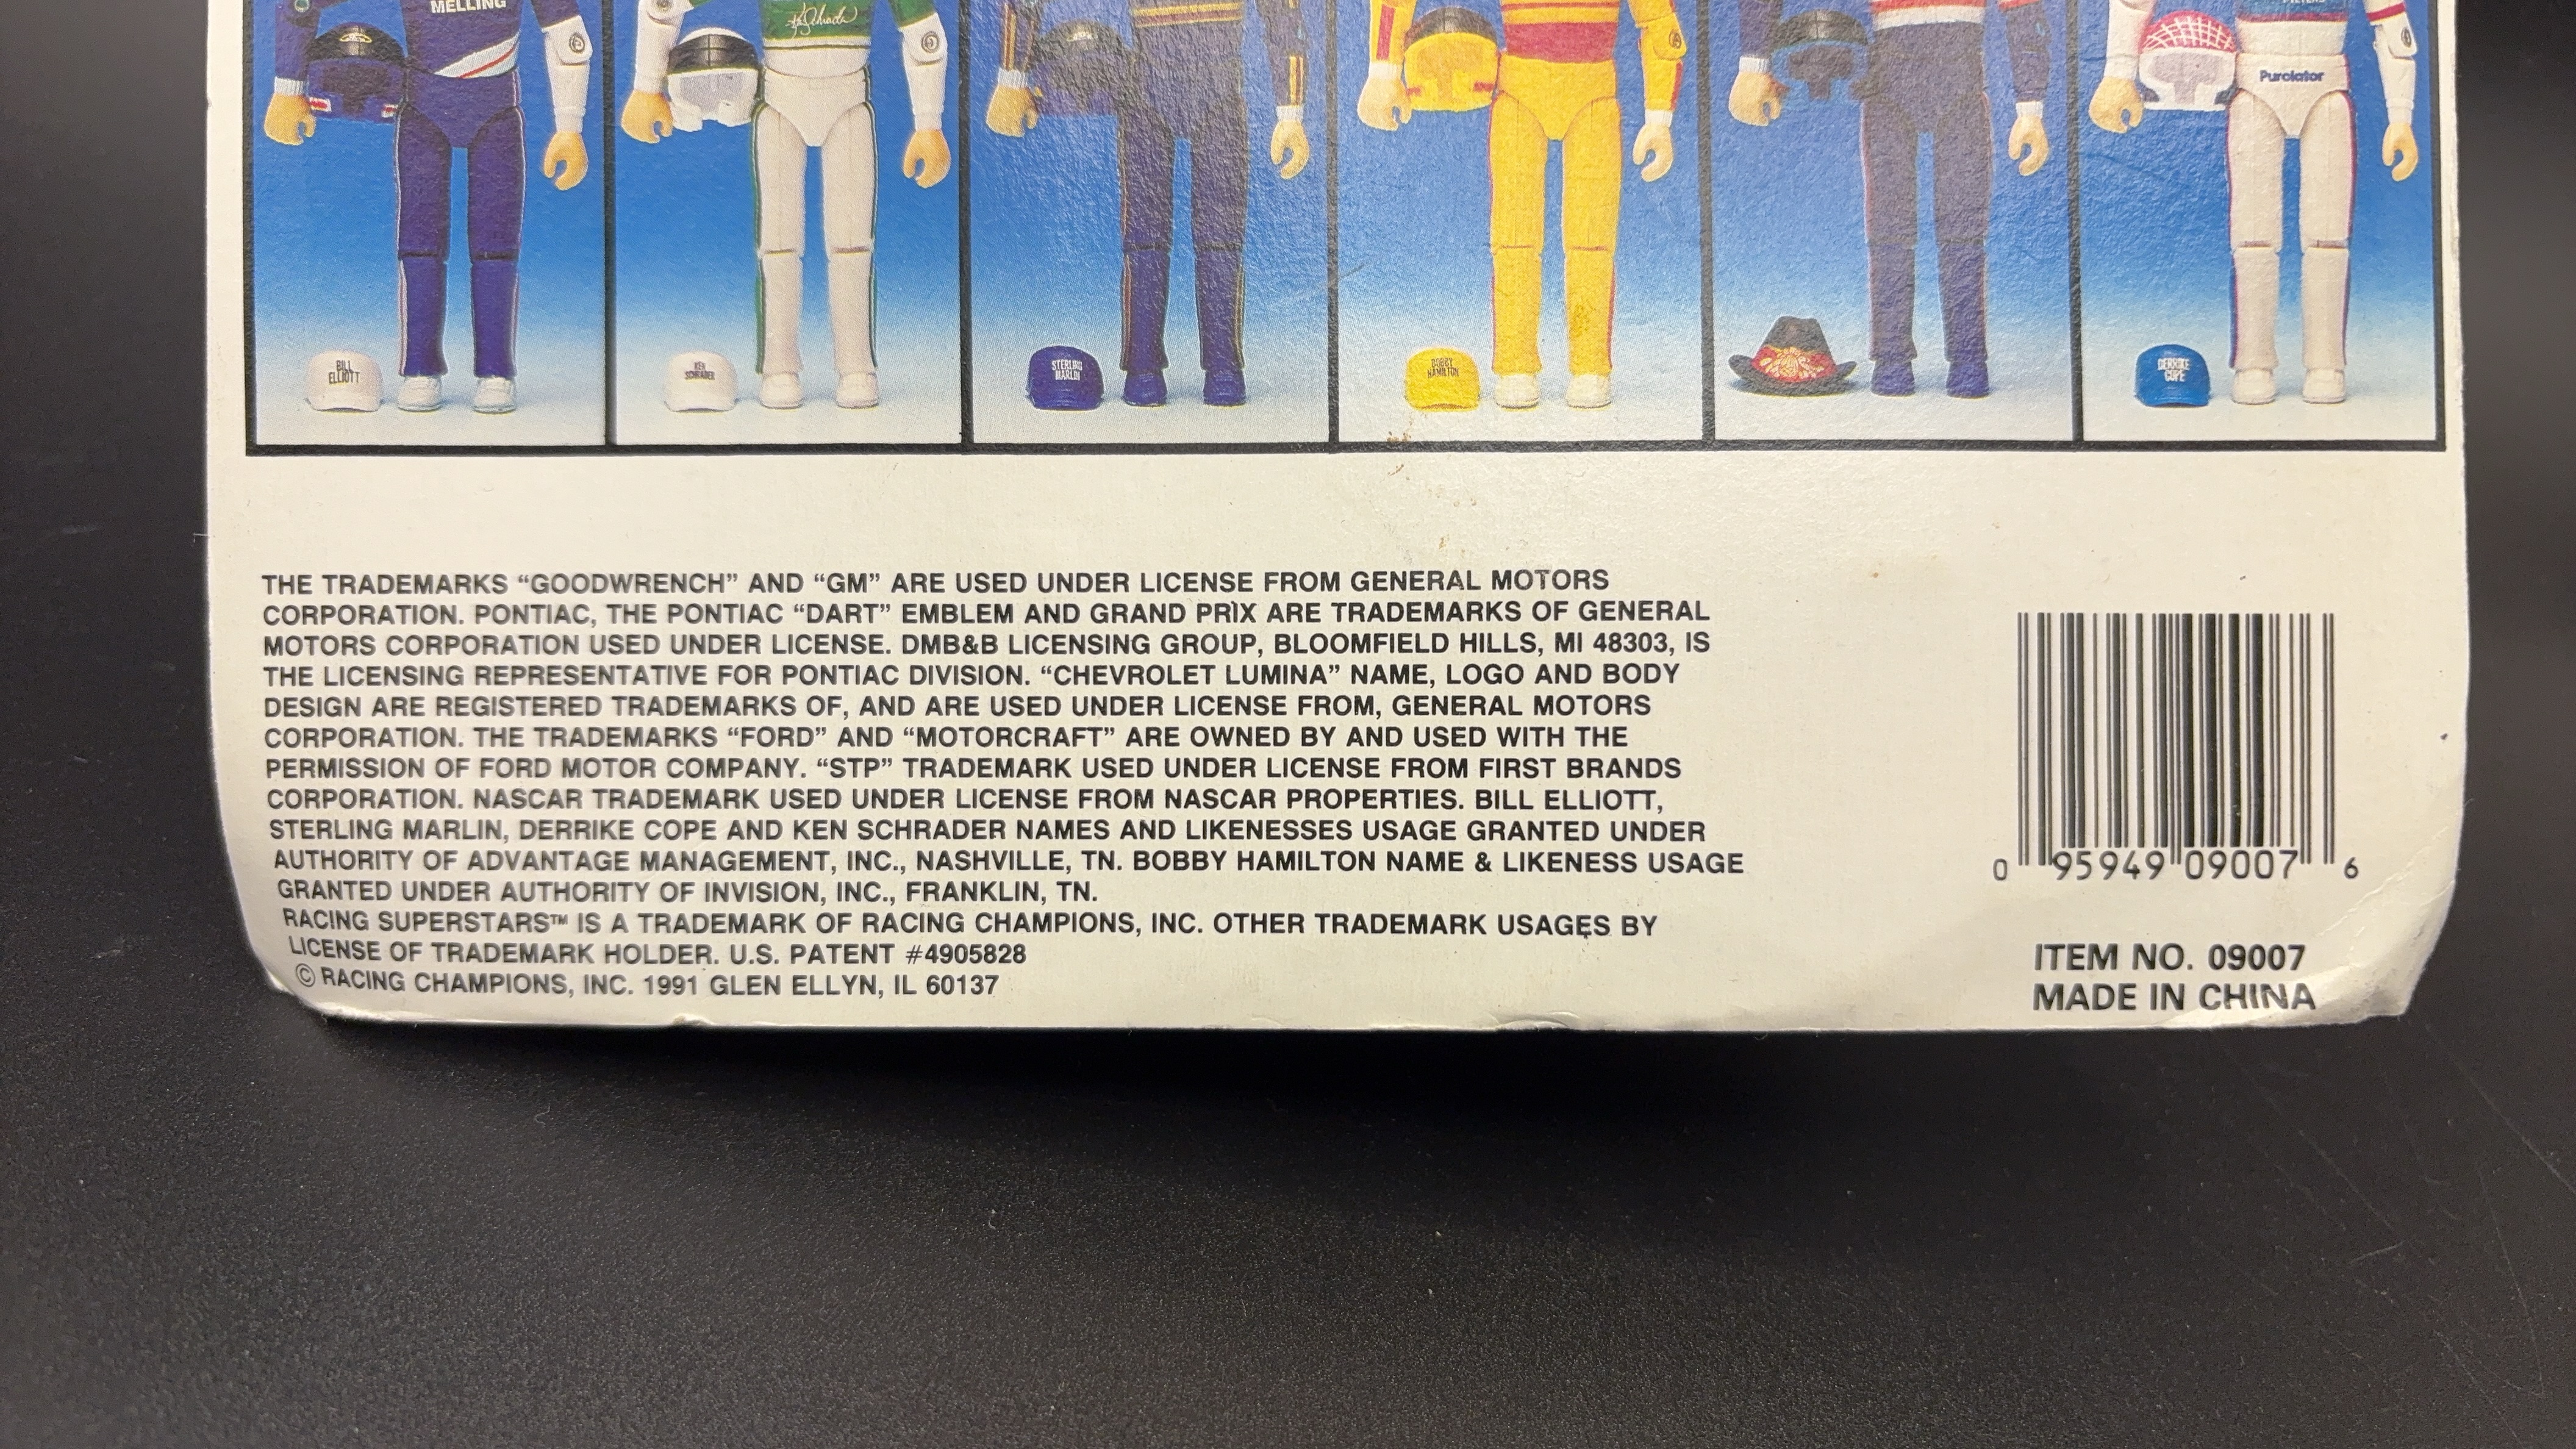 MELLING
Purolator
BILL
ELLIOTT
KEN
SCHRADER
STERLING
MARLIN
BOBBY
HAMILTON
DERRIKE
COPE
THE TRADEMARKS “GOODWRENCH” AND “GM” ARE USED UNDER LICENSE FROM GENERAL MOTORS
CORPORATION. PONTIAC, THE PONTIAC “DART” EMBLEM AND GRAND PRIX ARE TRADEMARKS OF GENERAL
MOTORS CORPORATION USED UNDER LICENSE. DMB&B LICENSING GROUP, BLOOMFIELD HILLS, MI 48303, IS
THE LICENSING REPRESENTATIVE FOR PONTIAC DIVISION. “CHEVROLET LUMINA” NAME, LOGO AND BODY
DESIGN ARE REGISTERED TRADEMARKS OF, AND ARE USED UNDER LICENSE FROM, GENERAL MOTORS
CORPORATION. THE TRADEMARKS “FORD” AND “MOTORCRAFT” ARE OWNED BY AND USED WITH THE
PERMISSION OF FORD MOTOR COMPANY. “STP” TRADEMARK USED UNDER LICENSE FROM FIRST BRANDS
CORPORATION. NASCAR TRADEMARK USED UNDER LICENSE FROM NASCAR PROPERTIES. BILL ELLIOTT,
STERLING MARLIN, DERRIKE COPE AND KEN SCHRADER NAMES AND LIKENESSES USAGE GRANTED UNDER
AUTHORITY OF ADVANTAGE MANAGEMENT, INC., NASHVILLE, TN. BOBBY HAMILTON NAME & LIKENESS USAGE
GRANTED UNDER AUTHORITY OF INVISION, INC., FRANKLIN, TN.
RACING SUPERSTARS™ IS A TRADEMARK OF RACING CHAMPIONS, INC. OTHER TRADEMARK USAGES BY
LICENSE OF TRADEMARK HOLDER. U.S. PATENT #4905828
© RACING CHAMPIONS, INC. 1991 GLEN ELLYN, IL 60137
0 95949 09007 6
ITEM NO. 09007
MADE IN CHINA